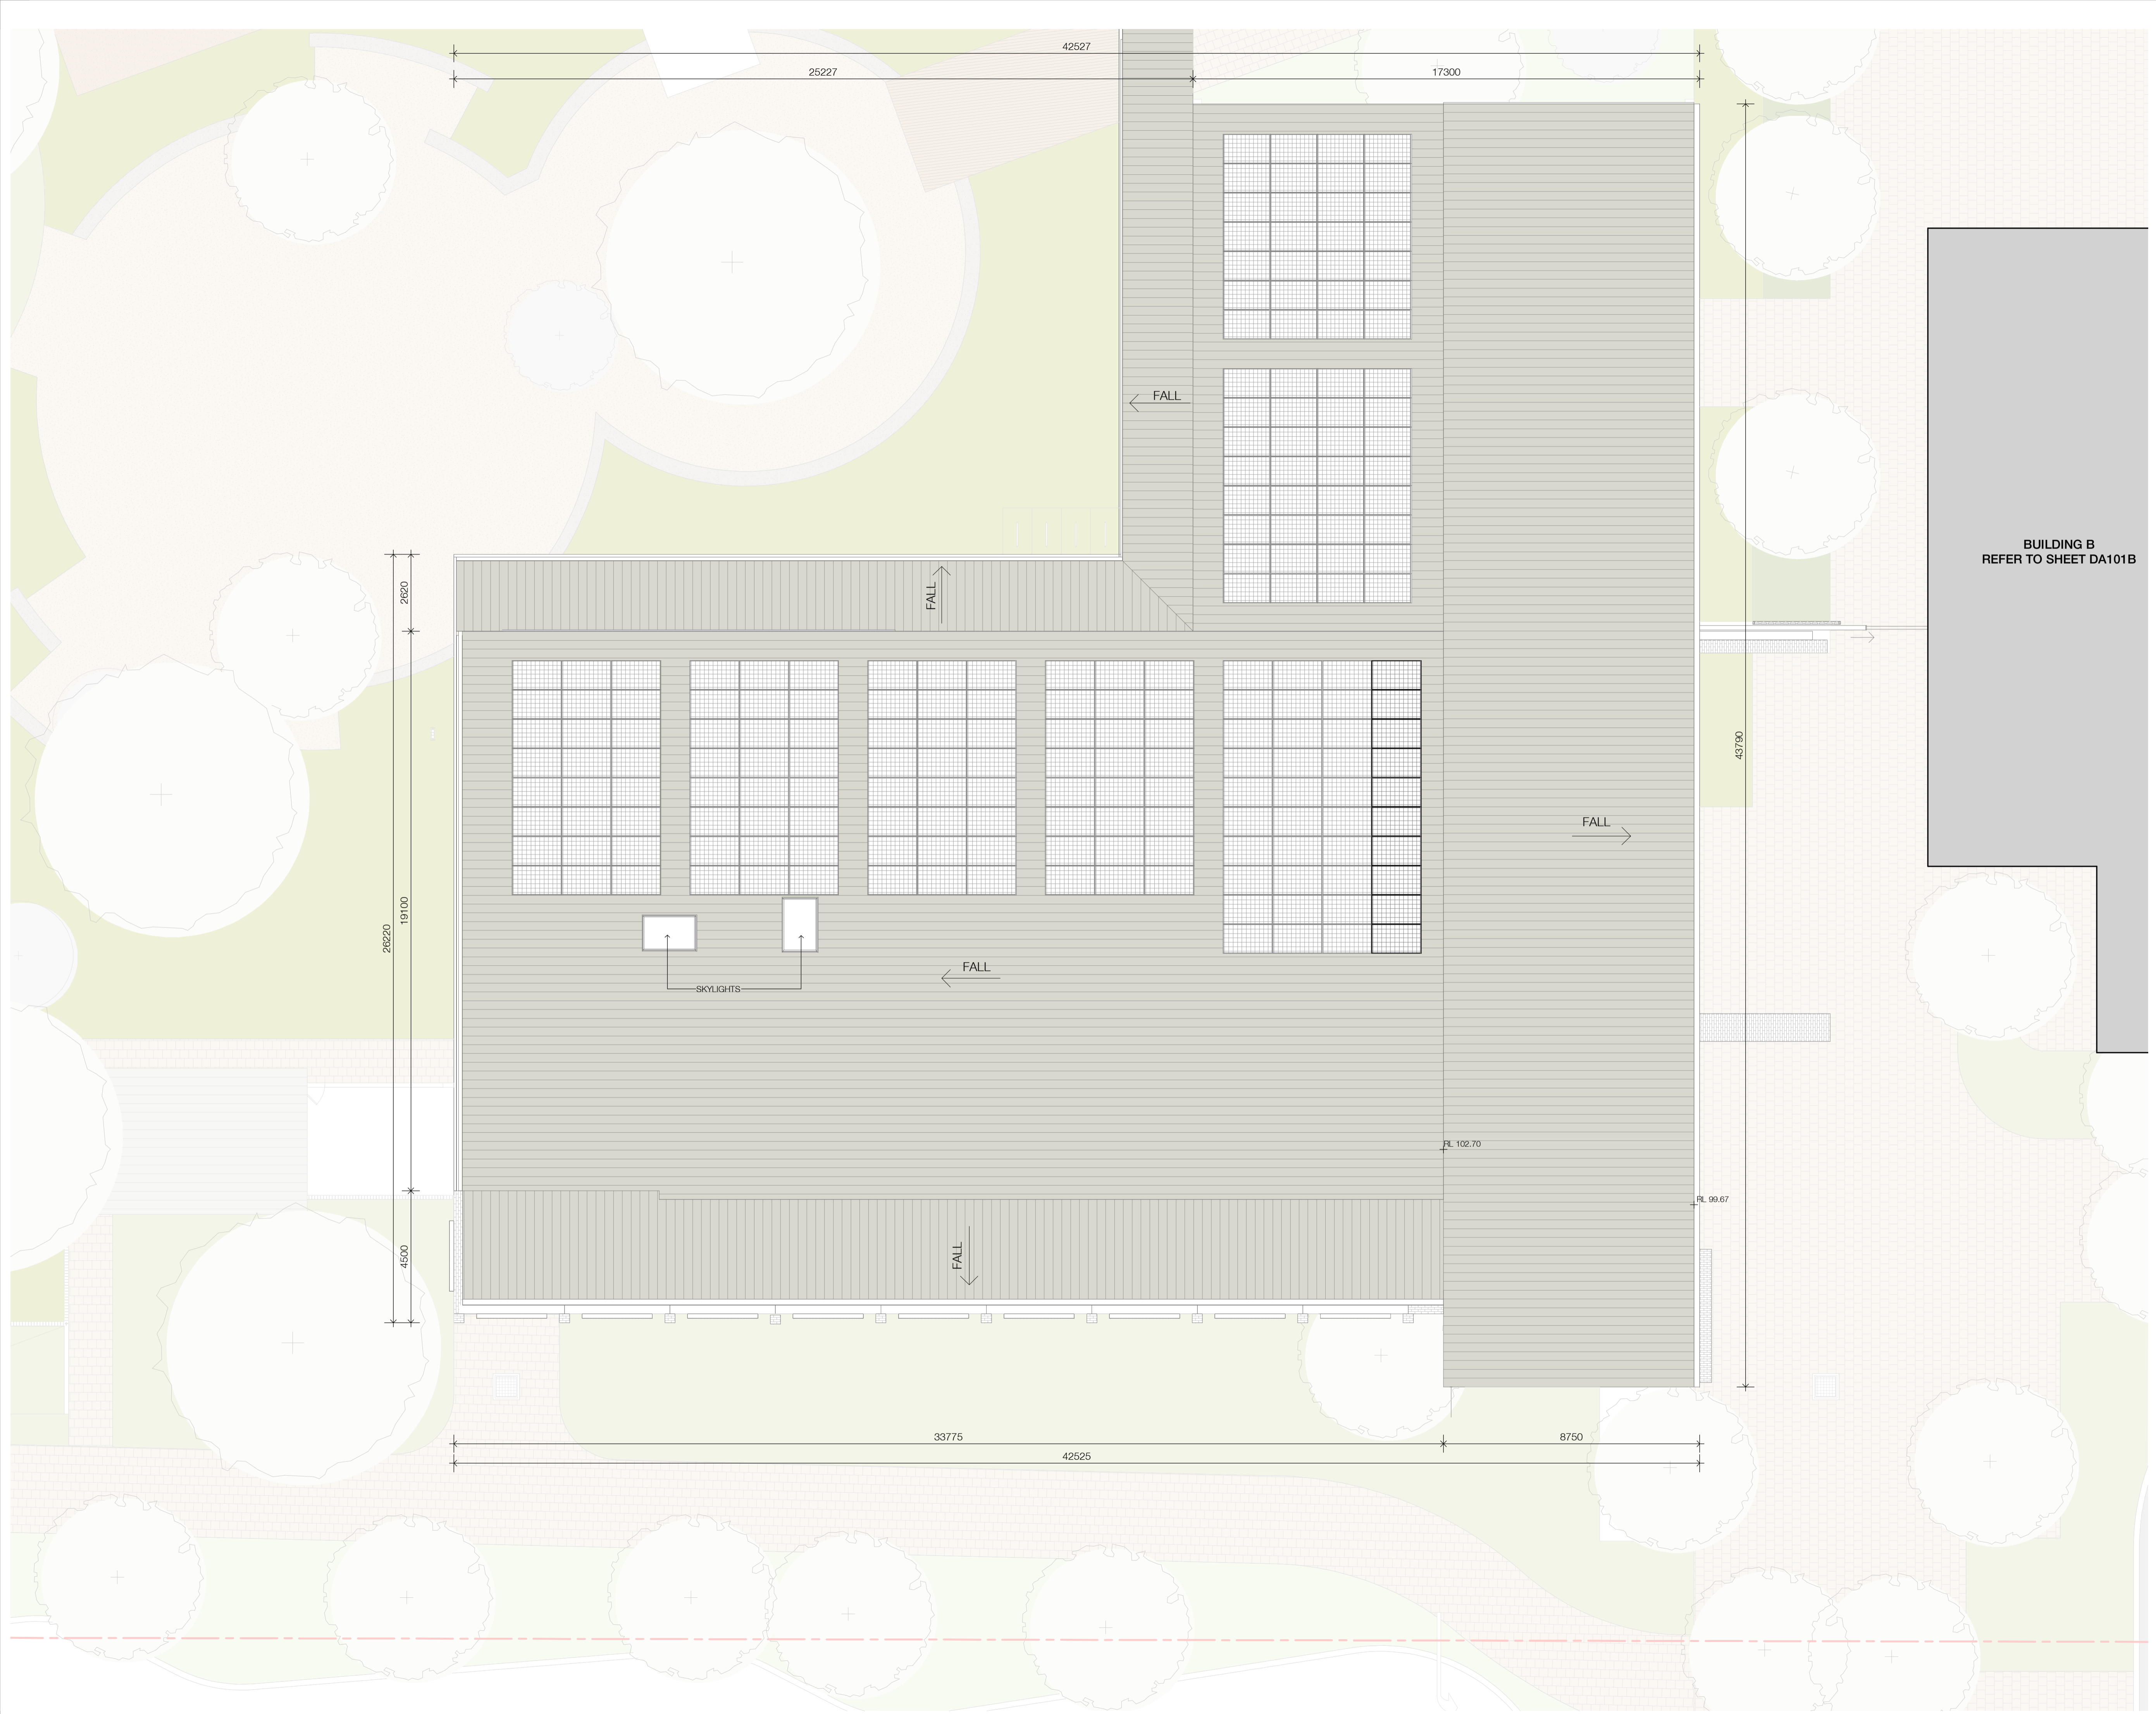 42527
25227
17300
FALL
BUILDING B
REFER TO SHEET DA101B
2620
FALL
43790
FALL
19100
26220
FALL
SKYLIGHTS
RL 102.70
RL 99.67
4500
FALL
33775
8750
42525